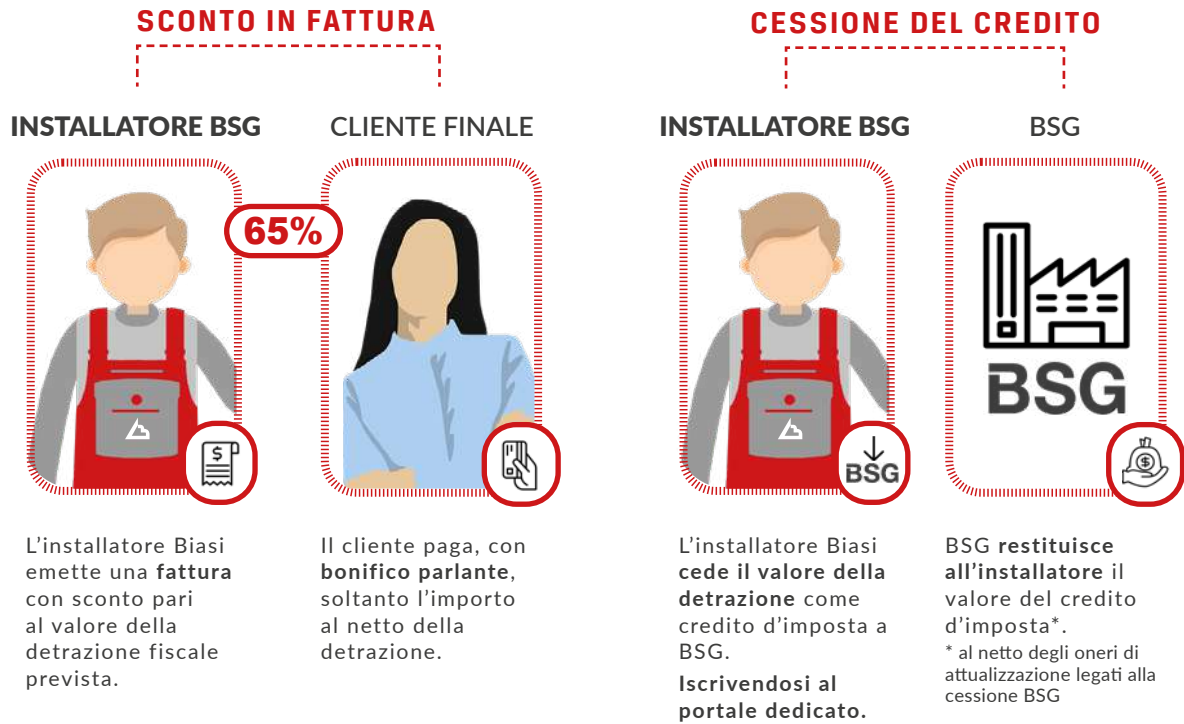 SCONTO IN FATTURA
INSTALLATORE BSG
CLIENTE FINALE
65%
$
L'installatore Biasi
emette una fattura
con sconto pari
al valore della
detrazione fiscale
prevista.
Il cliente paga, con
bonifico parlante,
soltanto l'importo
al netto della
detrazione.
CESSIONE DEL CREDITO
INSTALLATORE BSG
BSG
BSG
BSG
$
L'installatore Biasi
cede il valore della
detrazione come
credito d'imposta a
BSG.
Iscrivendosi al
portale dedicato.
BSG restituisce
all'installatore il
valore del credito
d'imposta*.
* al netto degli oneri di
attualizzazione legati alla
cessione BSG